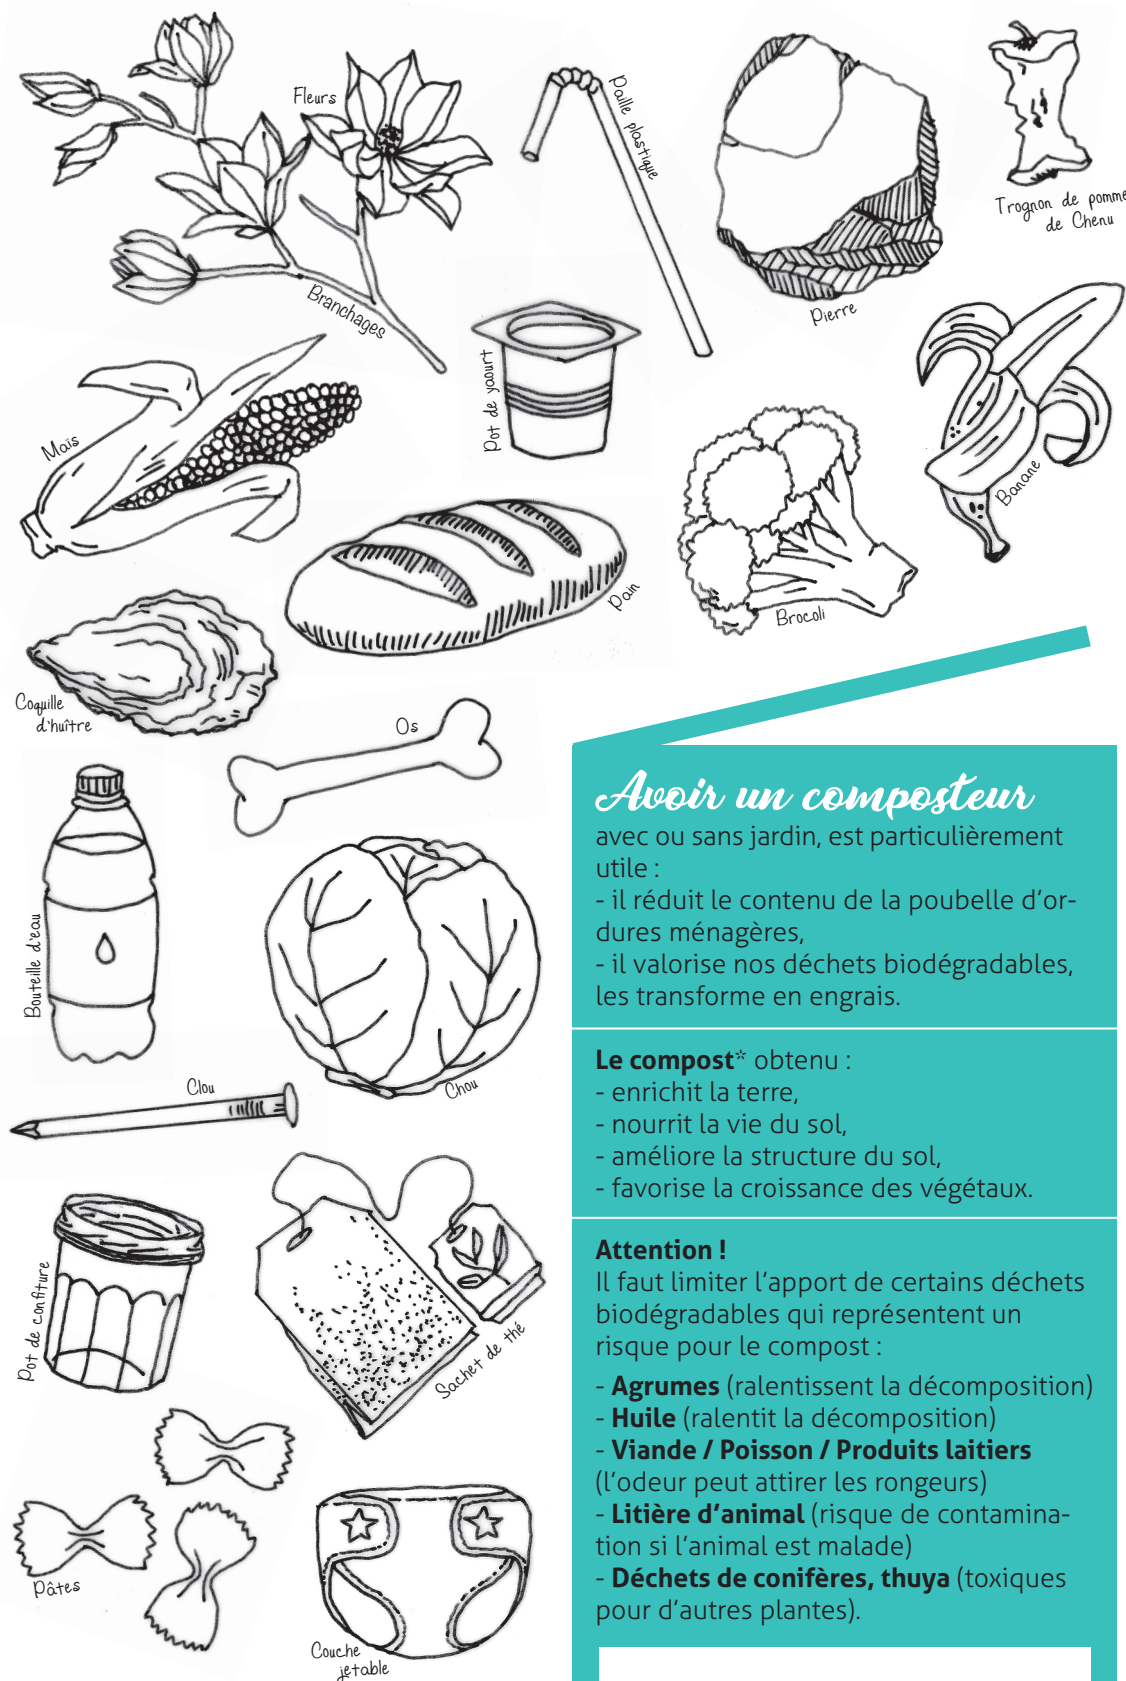 Fleurs
Paille plastique
Trognon de pomme
de Chenu
Branchages
Pierre
Pot de yaourt
Maïs
Banane
Pain
Brocoli
Coquille
d'huître
Os
Bouteille d'eau
Chou
Clou
Pot de confiture
Sachet de thé
Pâtes
Couche
jetable
Avoir un composteur
avec ou sans jardin, est particulièrement
utile :
- il réduit le contenu de la poubelle d'or-
dures ménagères,
- il valorise nos déchets biodégradables,
les transforme en engrais.
Le compost* obtenu :
- enrichit la terre,
- nourrit la vie du sol,
- améliore la structure du sol,
- favorise la croissance des végétaux.
Attention !
Il faut limiter l'apport de certains déchets
biodégradables qui représentent un
risque pour le compost :
- Agrumes (ralentissent la décomposition)
- Huile (ralentit la décomposition)
- Viande / Poisson / Produits laitiers
(l'odeur peut attirer les rongeurs)
- Litière d'animal (risque de contamina-
tion si l'animal est malade)
- Déchets de conifères, thuya (toxiques
pour d'autres plantes).